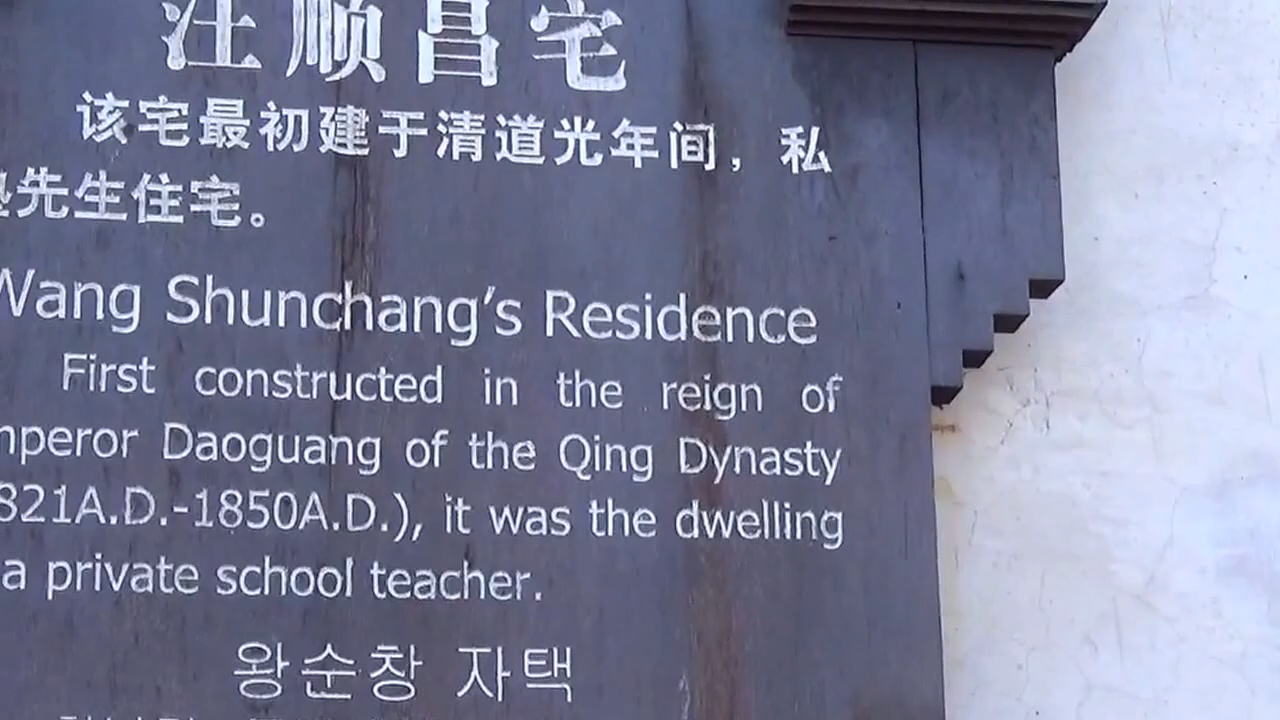 汪顺昌宅
该宅最初建于清道光年间，私
塾先生住宅。
Wang Shunchang's Residence
First constructed in the reign of
mperor Daoguang of the Qing Dynasty
821A.D.-1850A.D.), it was the dwelling
a private school teacher.
왕순창 자택